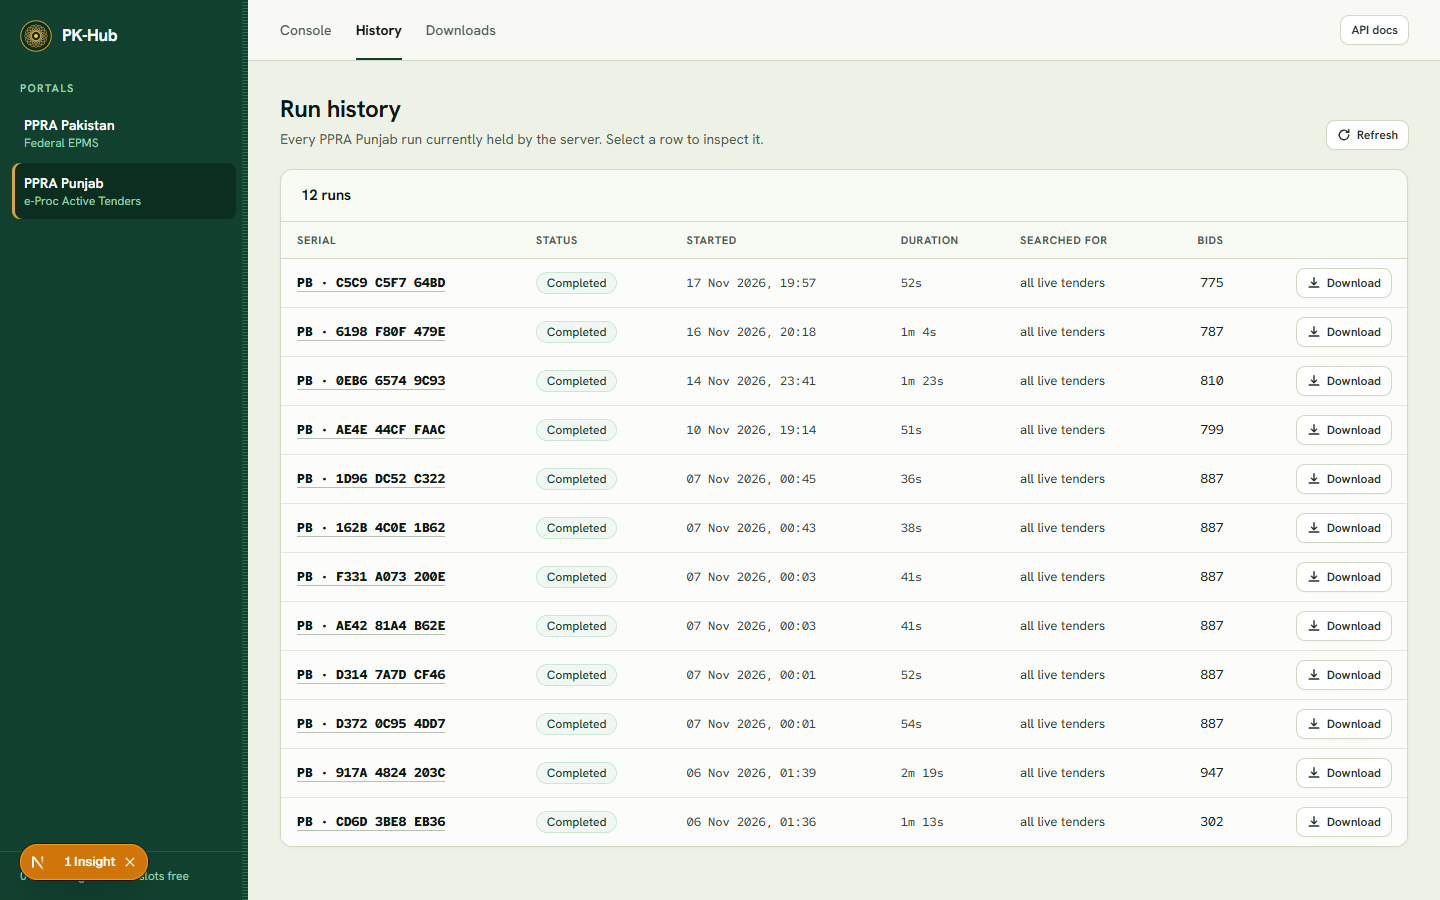 PK-Hub
PORTALS
PPRA Pakistan
Federal EPMS
PPRA Punjab
e-Proc Active Tenders
1 Insight
slots free
Console History Downloads
API docs
Run history
Every PPRA Punjab run currently held by the server. Select a row to inspect it.
Refresh
12 runs
SERIAL STATUS STARTED DURATION SEARCHED FOR BIDS
PB · C5C9 C5F7 64BD Completed 17 Nov 2026, 19:57 52s all live tenders 775 Download
PB · 6198 F80F 479E Completed 16 Nov 2026, 20:18 1m 4s all live tenders 787 Download
PB · 0EB6 6574 9C93 Completed 14 Nov 2026, 23:41 1m 23s all live tenders 810 Download
PB · AE4E 44CF FAAC Completed 10 Nov 2026, 19:14 51s all live tenders 799 Download
PB · 1D96 DC52 C322 Completed 07 Nov 2026, 00:45 36s all live tenders 887 Download
PB · 162B 4C0E 1B62 Completed 07 Nov 2026, 00:43 38s all live tenders 887 Download
PB · F331 A073 200E Completed 07 Nov 2026, 00:03 41s all live tenders 887 Download
PB · AE42 81A4 B62E Completed 07 Nov 2026, 00:03 41s all live tenders 887 Download
PB · D314 7A7D CF46 Completed 07 Nov 2026, 00:01 52s all live tenders 887 Download
PB · D372 0C95 4DD7 Completed 07 Nov 2026, 00:01 54s all live tenders 887 Download
PB · 917A 4824 203C Completed 06 Nov 2026, 01:39 2m 19s all live tenders 947 Download
PB · CD6D 3BE8 EB36 Completed 06 Nov 2026, 01:36 1m 13s all live tenders 302 Download